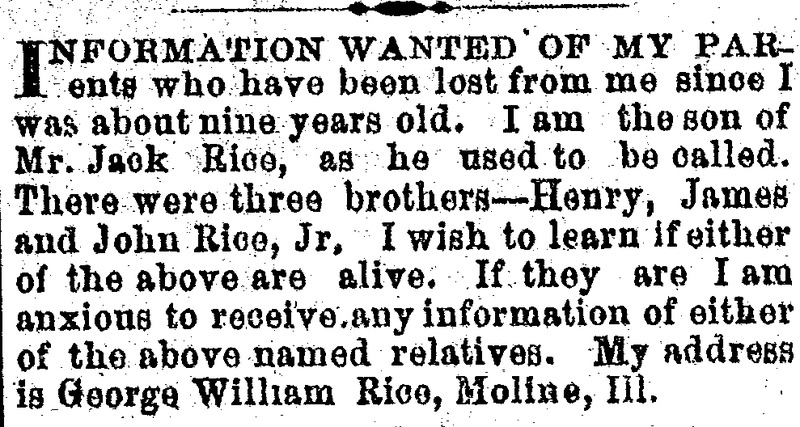 INFORMATION WANTED OF MY PAR-
ents who have been lost from me since I
was about nine years old. I am the son of
Mr. Jack Rice, as he used to be called.
There were three brothers—Henry, James
and John Rice, Jr, I wish to learn if either
of the above are alive. If they are I am
anxious to receive any information of either
of the above named relatives. My address
is George William Rice, Moline, Ill.